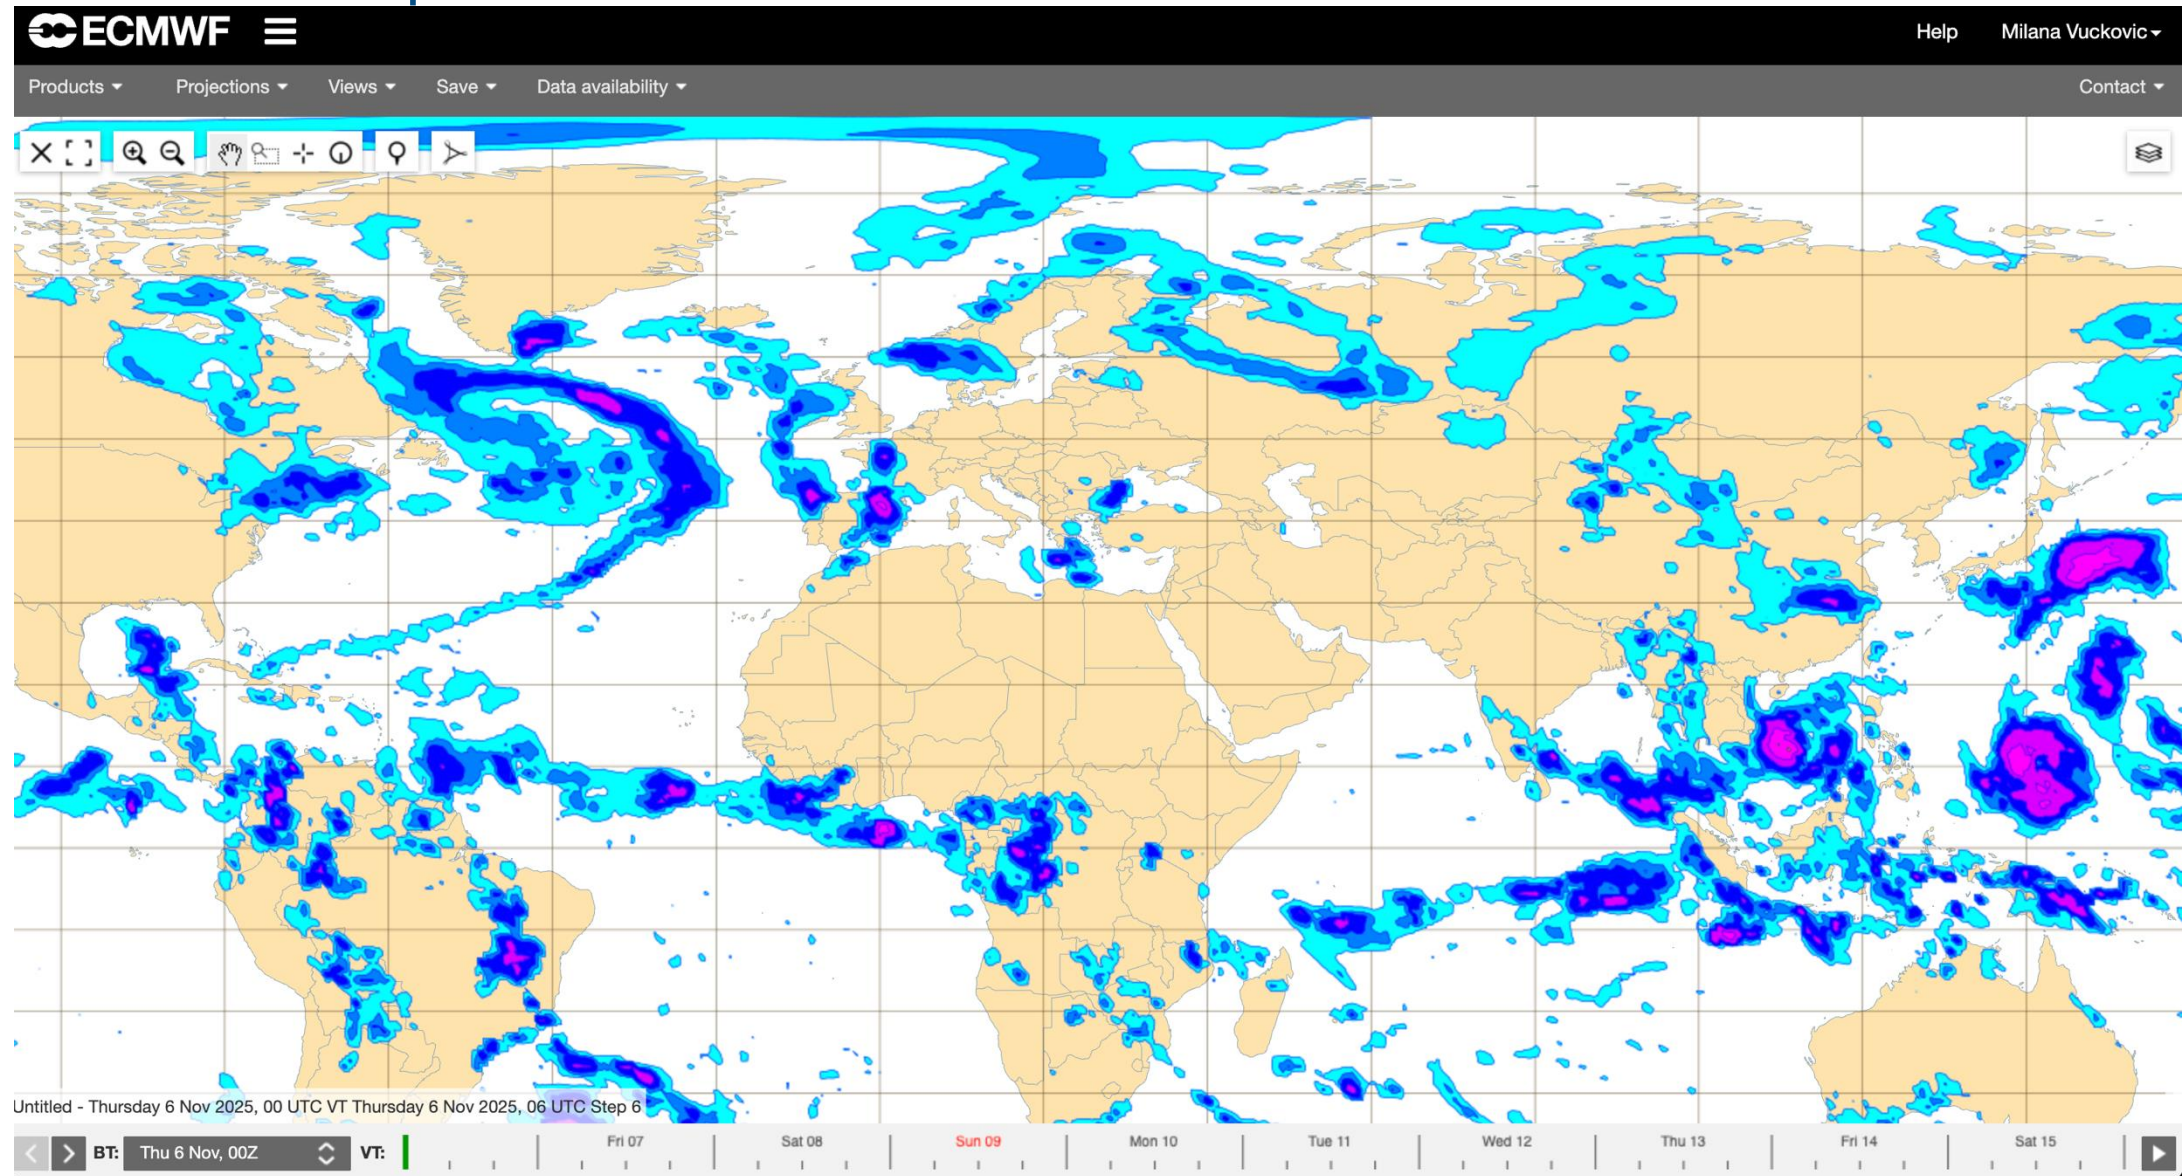 ECMWF
Help Milana Vuckovic
Products Projections Views Save Data availability Contact
Untitled - Thursday 6 Nov 2025, 00 UTC VT Thursday 6 Nov 2025, 06 UTC Step 6
BT: Thu 6 Nov, 00Z VT: Fri 07 Sat 08 Sun 09 Mon 10 Tue 11 Wed 12 Thu 13 Fri 14 Sat 15